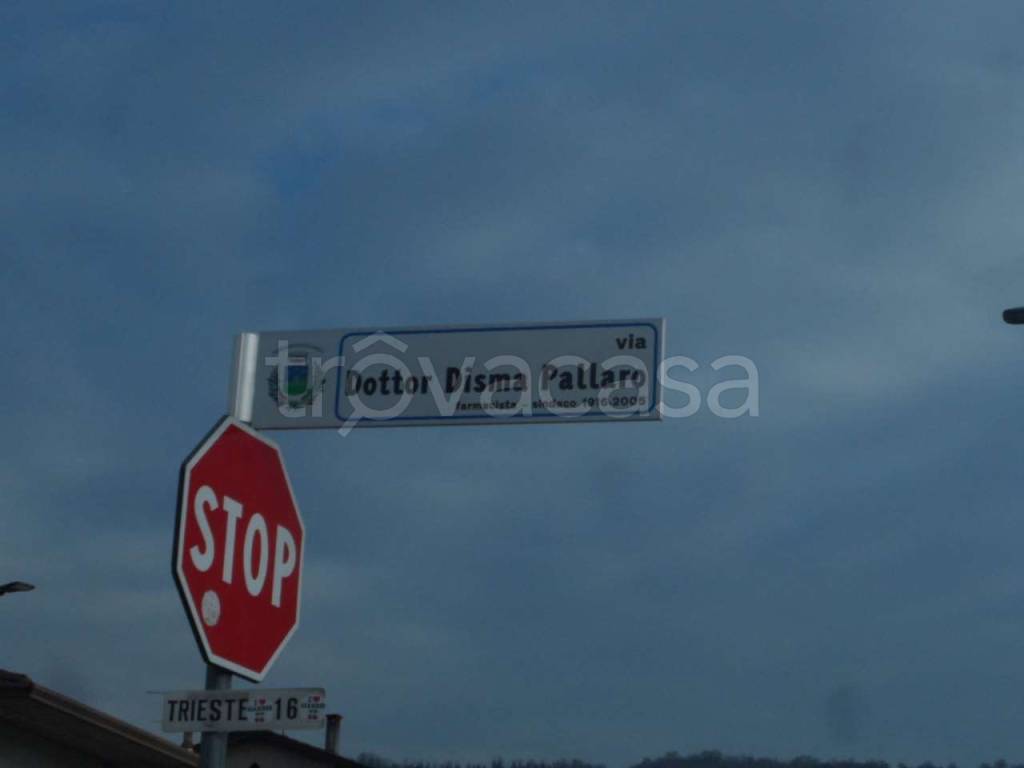 via
Dottor Disma Pallaro
farmacista - sindaco 1916-2005
trovacasa
STOP
TRIESTE 16